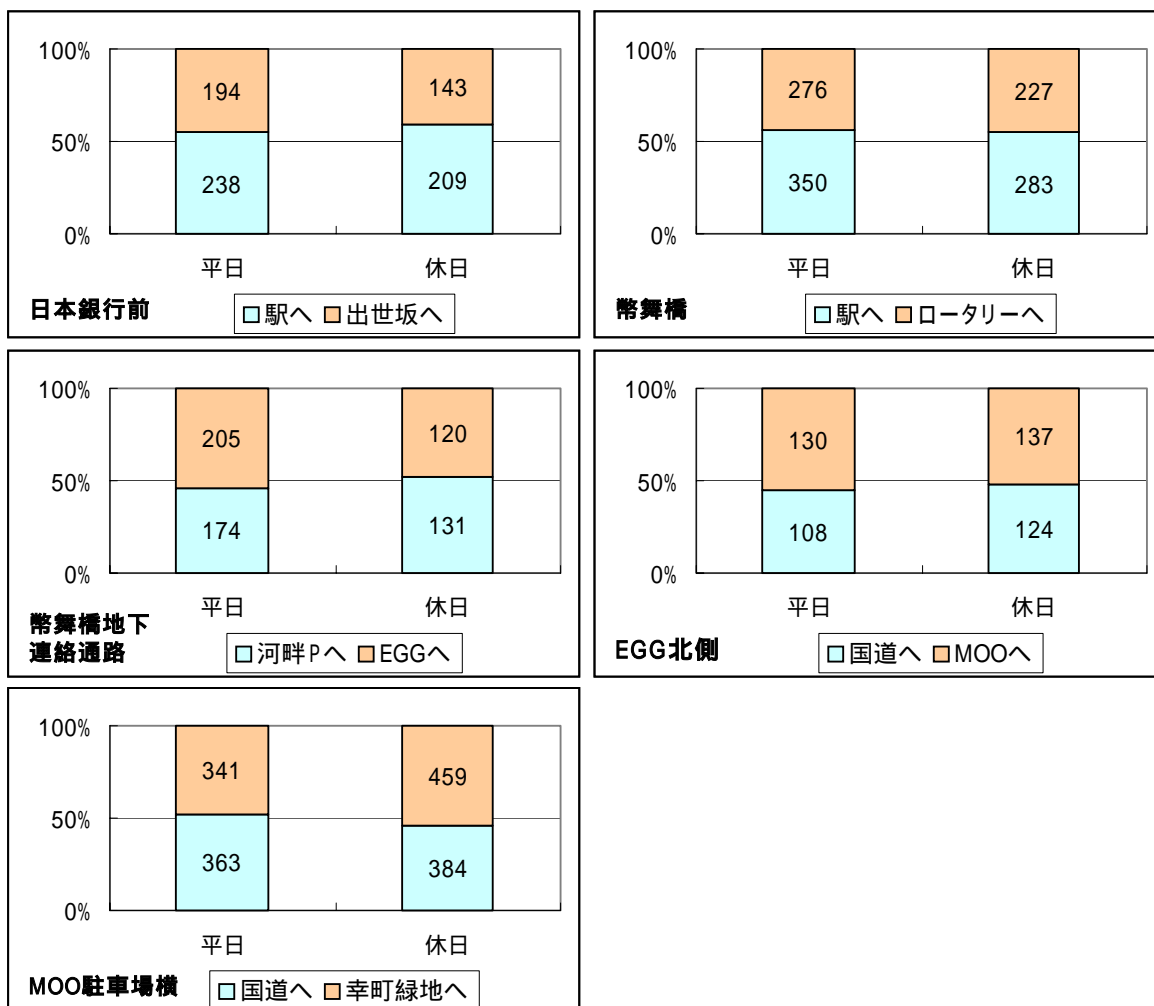 100%
194
143
50%
238
209
0%
平日 休日
日本銀行前
駅へ 出世坂へ
100%
276
227
50%
350
283
0%
平日 休日
幣舞橋
駅へ ロータリーへ
100%
205
120
50%
174
131
0%
平日 休日
幣舞橋地下
連絡通路
河畔Pへ EGGへ
100%
130
137
50%
108
124
0%
平日 休日
EGG北側
国道へ MOOへ
100%
341
459
50%
363
384
0%
平日 休日
MOO駐車場横
国道へ 幸町緑地へ